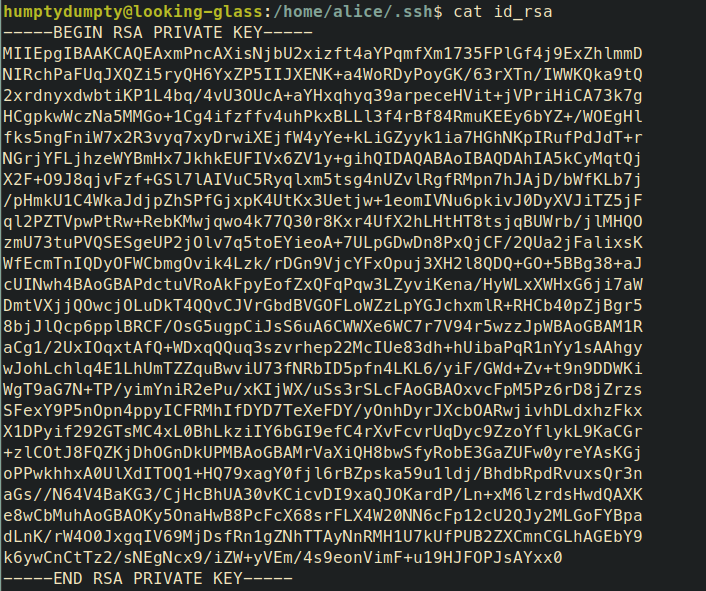 humptydumpty@looking-glass:/home/alice/.ssh$ cat id_rsa
-----BEGIN RSA PRIVATE KEY-----
MIIEpgIBAAKCAQEAxmPncAXisNjbU2xizft4aYPqmfXm1735FPlGf4j9ExZhlmmD
NIRchPaFUqJXQZi5ryQH6YxZP5IIJXENK+a4WoRDyPoyGK/63rXTn/IWWKQka9tQ
2xrdnyxdwbtiKP1L4bq/4vU3OUcA+aYHxqhyq39arpeceHVit+jVPriHiCA73k7g
HCgpkwWczNa5MMGo+1Cg4ifzffv4uhPkxBLLl3f4rBf84RmuKEEy6bYZ+/WOEgHl
fks5ngFniW7x2R3vyq7xyDrwiXEjfW4yYe+kLiGZyyk1ia7HGhNKpIRufPdJdT+r
NGrjYFLjhzeWYBmHx7JkhkEUFIVx6ZV1y+gihQIDAQABAoIBAQDAhIA5kCyMqtQj
X2F+O9J8qjvFzf+GSl7lAIVuC5Ryqlxm5tsg4nUZvlRgfRMpn7hJAjD/bWfKLb7j
/pHmkU1C4WkaJdjpZhSPfGjxpK4UtKx3Uetjw+1eomIVNu6pkivJ0DyXVJiTZ5jF
ql2PZTVpwPtRw+RebKMwjqwo4k77Q30r8Kxr4UfX2hLHtHT8tsjqBUWrb/jlMHQO
zmU73tuPVQSESgeUP2jOlv7q5toEYieoA+7ULpGDwDn8PxQjCF/2QUa2jFalixsK
WfEcmTnIQDyOFWCbmgOvik4Lzk/rDGn9VjcYFxOpuj3XH2l8QDQ+GO+5BBg38+aJ
cUINwh4BAoGBAPdctuVRoAkFpyEofZxQFqPqw3LZyviKena/HyWLxXWHxG6ji7aW
DmtVXjjQOwcjOLuDkT4QQvCJVrGbdBVGOFLoWZzLpYGJchxmlR+RHCb40pZjBgr5
8bjJlQcp6pplBRCF/OsG5ugpCiJsS6uA6CWWXe6WC7r7V94r5wzzJpWBAoGBAM1R
aCg1/2UxIOqxtAfQ+WDxqQQuq3szvrhep22McIUe83dh+hUibaPqR1nYy1sAAhgy
wJohLchlq4E1LhUmTZZquBwviU73fNRbID5pfn4LKL6/yiF/GWd+Zv+t9n9DDWKi
WgT9aG7N+TP/yimYniR2ePu/xKIjWX/uSs3rSLcFAoGBAOxvcFpM5Pz6rD8jZrzs
SFexY9P5nOpn4ppyICFRMhIfDYD7TeXeFDY/yOnhDyrJXcbOARwjivhDLdxhzFkx
X1DPyif292GTsMC4xL0BhLkziIY6bGI9efC4rXvFcvrUqDyc9ZzoYflykL9KaCGr
+zlCOtJ8FQZKjDhOGnDkUPMBAoGBAMrVaXiQH8bwSfyRobE3GaZUFw0yreYAsKGj
oPPwkhhxA0UlXdITOQ1+HQ79xagY0fjl6rBZpska59u1ldj/BhdbRpdRvuxsQr3n
aGs//N64V4BaKG3/CjHcBhUA30vKCicvDI9xaQJOKardP/Ln+xM6lzrdsHwdQAXK
e8wCbMuhAoGBAOKy5OnaHwB8PcFcX68srFLX4W20NN6cFp12cU2QJy2MLGoFYBpa
dLnK/rW4O0JxgqIV69MjDsfRn1gZNhTTAyNnRMH1U7kUfPUB2ZXCmnCGLhAGEbY9
k6ywCnCtTz2/sNEgNcx9/iZW+yVEm/4s9eonVimF+u19HJFOPJsAYxx0
-----END RSA PRIVATE KEY-----